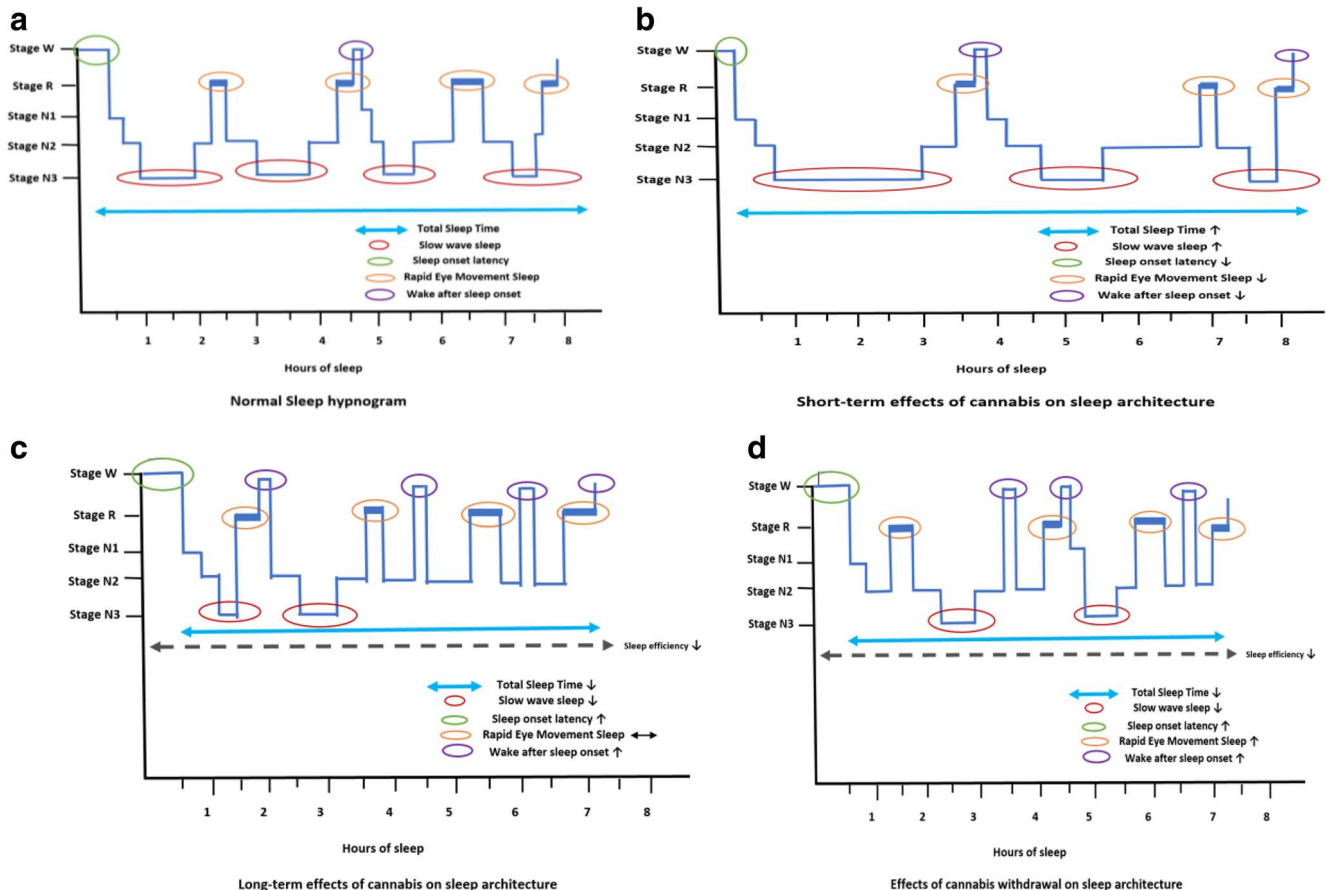 a
Stage W
Stage R
Stage N1
Stage N2
Stage N3
Total Sleep Time
Slow wave sleep
Sleep onset latency
Rapid Eye Movement Sleep
Wake after sleep onset
1 2 3 4 5 6 7 8
Hours of sleep
Normal Sleep hypnogram
b
Stage W
Stage R
Stage N1
Stage N2
Stage N3
Total Sleep Time ↑
Slow wave sleep ↑
Sleep onset latency ↓
Rapid Eye Movement Sleep ↓
Wake after sleep onset ↓
1 2 3 4 5 6 7 8
Hours of sleep
Short-term effects of cannabis on sleep architecture
c
Stage W
Stage R
Stage N1
Stage N2
Stage N3
Sleep efficiency ↓
Total Sleep Time ↓
Slow wave sleep ↓
Sleep onset latency ↑
Rapid Eye Movement Sleep ↔
Wake after sleep onset ↑
1 2 3 4 5 6 7 8
Hours of sleep
Long-term effects of cannabis on sleep architecture
d
Stage W
Stage R
Stage N1
Stage N2
Stage N3
Sleep efficiency ↓
Total Sleep Time ↓
Slow wave sleep ↓
Sleep onset latency ↑
Rapid Eye Movement Sleep ↑
Wake after sleep onset ↑
1 2 3 4 5 6 7 8
Hours of sleep
Effects of cannabis withdrawal on sleep architecture